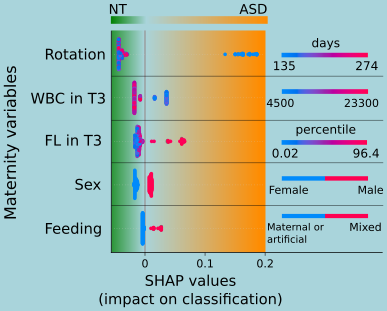 NT ASD
Maternity variables
Rotation
days
135 274
WBC in T3
4500 23300
FL in T3
percentile
0.02 96.4
Sex
Female Male
Feeding
Maternal or
artificial
Mixed
0 0.1 0.2
SHAP values
(impact on classification)